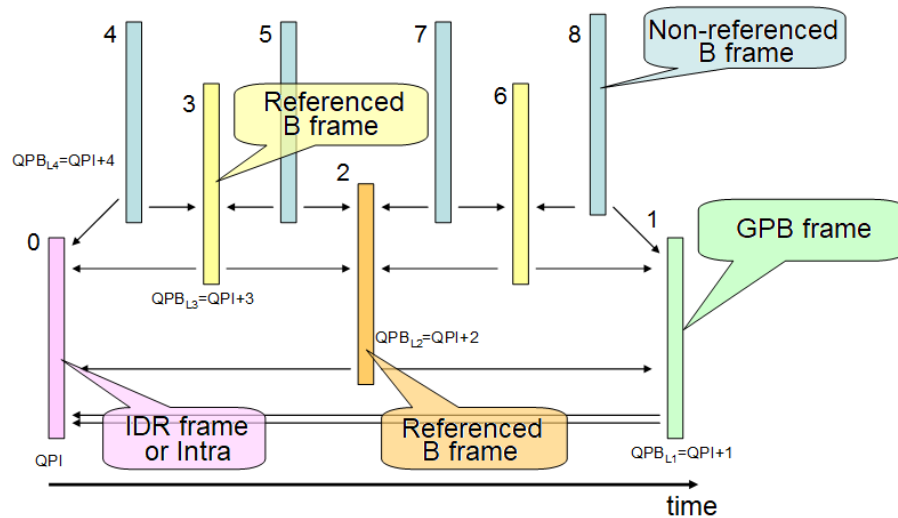 4
5
7
8
Non-referenced
B frame
3
Referenced
B frame
6
QPB_L4=QPI+4
2
0
1
GPB frame
QPB_L3=QPI+3
QPB_L2=QPI+2
IDR frame
or Intra
Referenced
B frame
QPI
QPB_L1=QPI+1
time